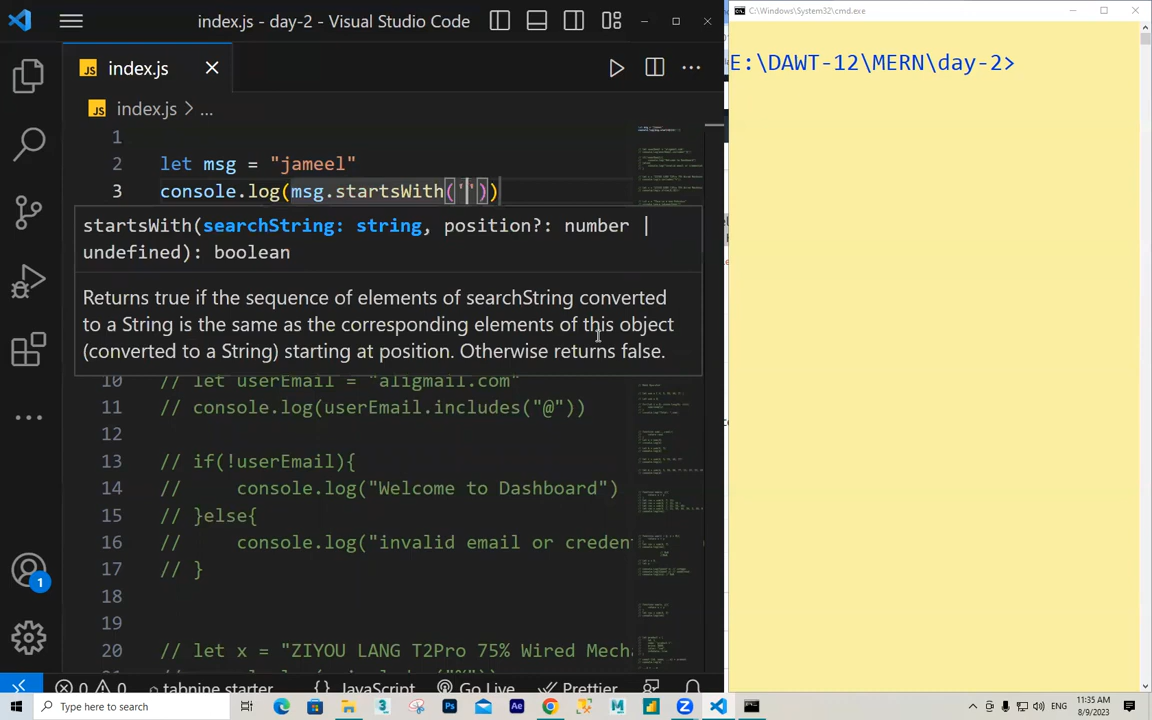 index.js - day-2 - Visual Studio Code
C:\Windows\System32\cmd.exe
JS index.js
JS index.js > ...
E:\DAWT-12\MERN\day-2>
1
2 let msg = "jameel"
3 console.log(msg.startsWith(''))
startsWith(searchString: string, position?: number |
undefined): boolean
Returns true if the sequence of elements of searchString converted
to a String is the same as the corresponding elements of this object
(converted to a String) starting at position. Otherwise returns false.
10 // let userEmail = "aligmail.com"
11 // console.log(userEmail.includes("@"))
12
13 // if(!userEmail){
14 // console.log("Welcome to Dashboard")
15 // }else{
16 // console.log("invalid email or creden
17 // }
18
19
20 // let x = "ZIYOU LANG T2Pro 75% Wired Mecha
1
0 0 tabnine starter {} JavaScript Go Live Prettier
Type here to search
ENG
11:35 AM
8/9/2023